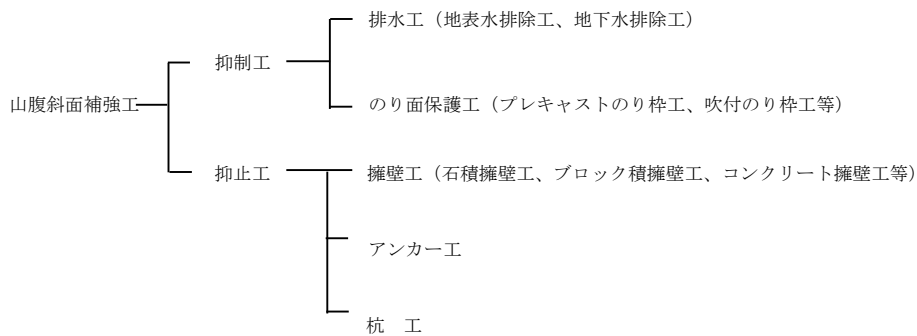 排水工（地表水排除工、地下水排除工）
抑制工
山腹斜面補強工
のり面保護工（プレキャストのり枠工、吹付のり枠工等）
抑止工
擁壁工（石積擁壁工、ブロック積擁壁工、コンクリート擁壁工等）
アンカー工
杭　工